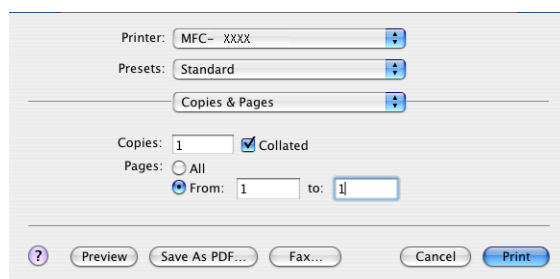 Printer: MFC- XXXX
Presets: Standard
Copies & Pages
Copies: 1 Collated
Pages: All
From: 1 to: 1
? Preview Save As PDF... Fax... Cancel Print